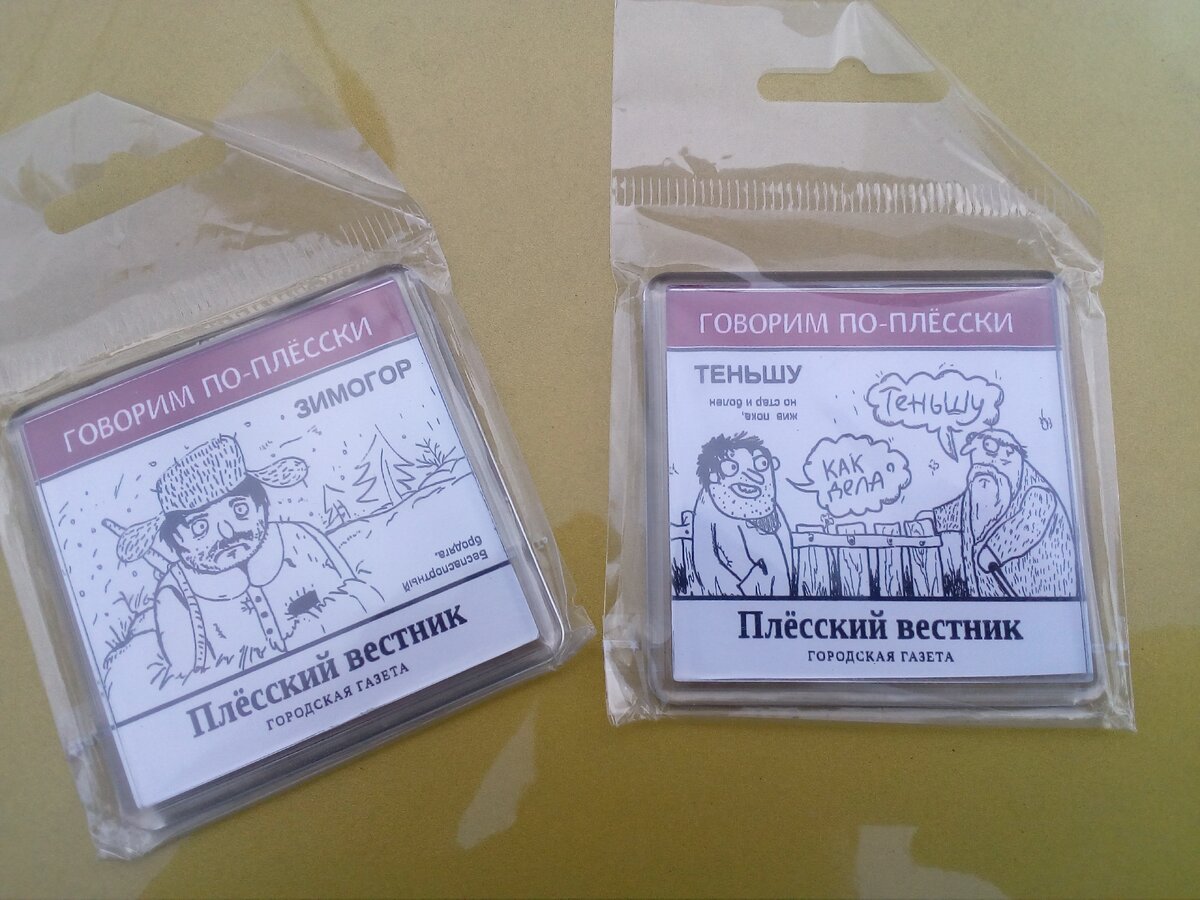 ГОВОРИМ ПО-ПЛЁССКИ
ЗИМОГОР
Беспаспортный
бродяга.
Плёсский вестник
ГОРОДСКАЯ ГАЗЕТА
ГОВОРИМ ПО-ПЛЁССКИ
ТЕНЬШУ
жив пока,
но стар и болен
Теньшу
КАК
дела?
Плёсский вестник
ГОРОДСКАЯ ГАЗЕТА